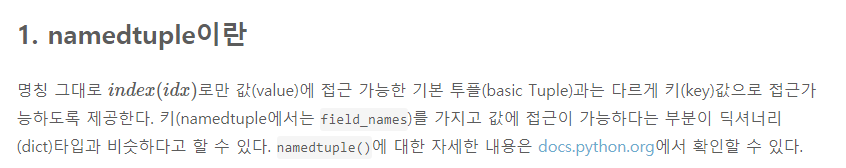 1. namedtuple이란
명칭 그대로 index(idx)로만 값(value)에 접근 가능한 기본 투플(basic Tuple)과는 다르게 키(key)값으로 접근가
능하도록 제공한다. 키(namedtuple에서는 field_names)를 가지고 값에 접근이 가능하다는 부분이 딕셔너리
(dict)타입과 비슷하다고 할 수 있다. namedtuple()에 대한 자세한 내용은 docs.python.org에서 확인할 수 있다.